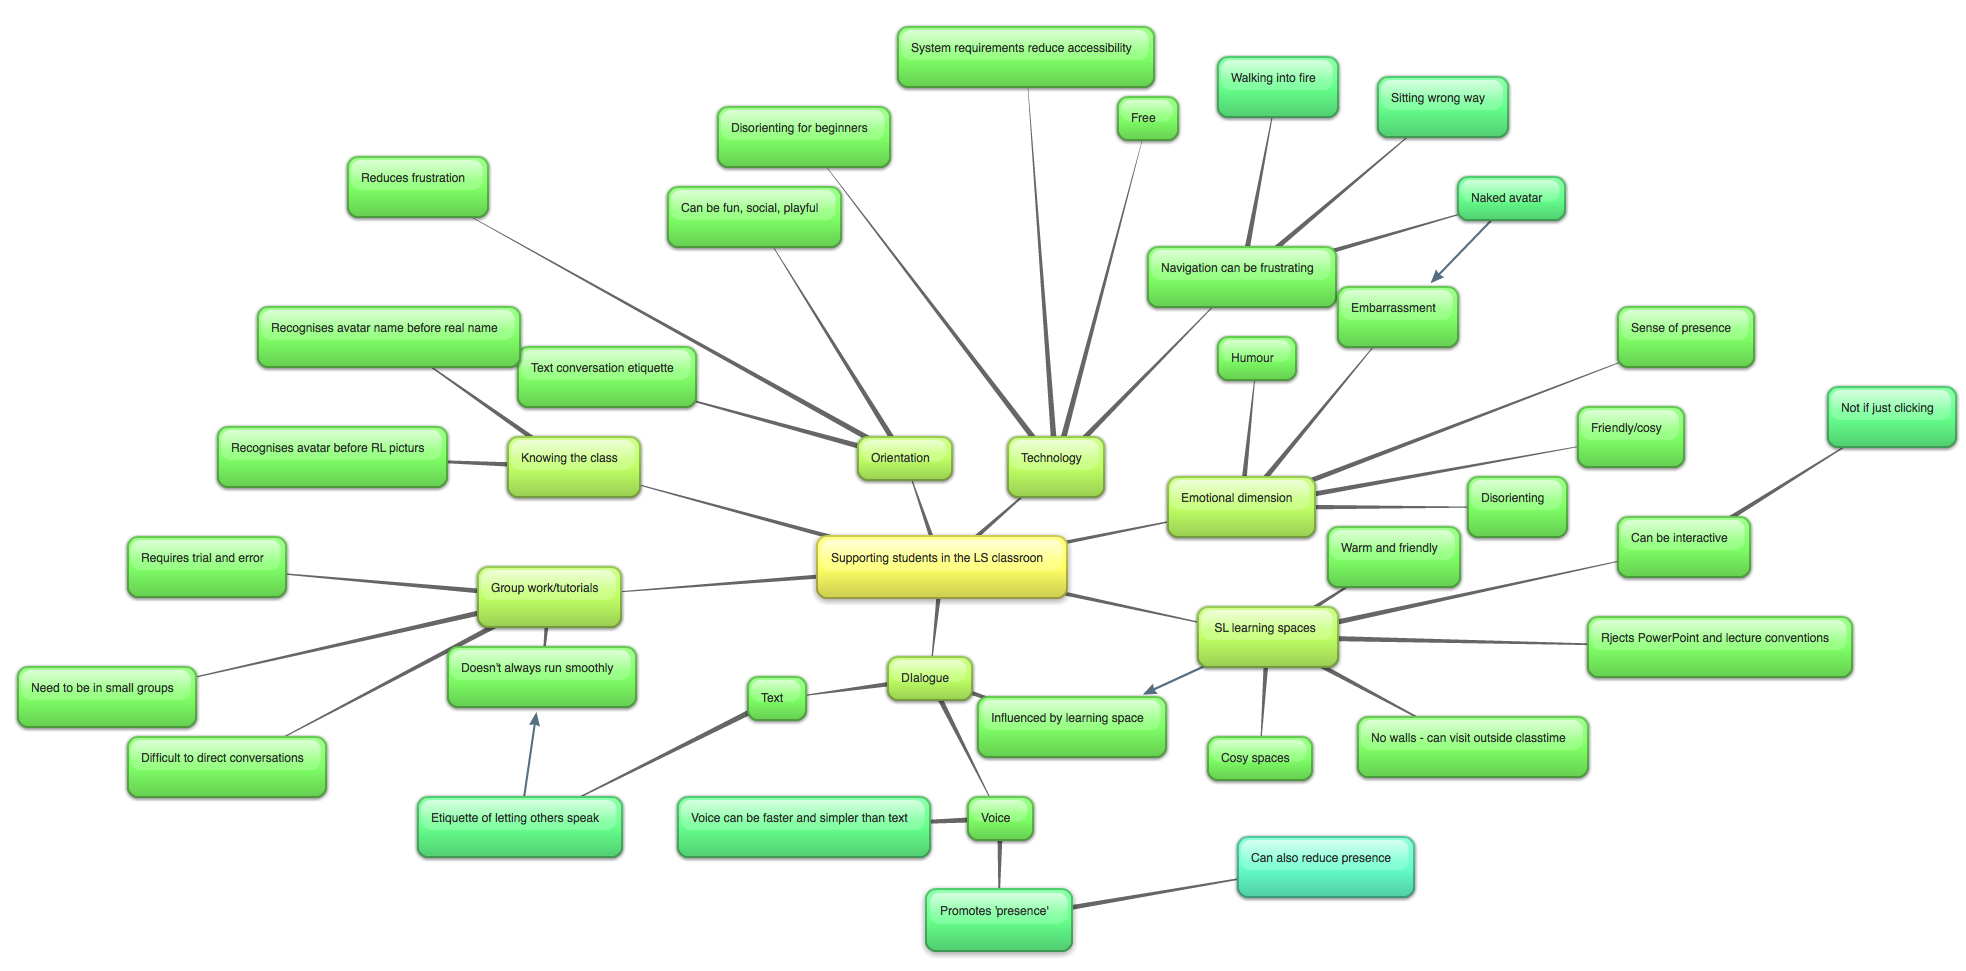 System requirements reduce accessibility
Walking into fire
Sitting wrong way
Free
Disorienting for beginners
Reduces frustration
Can be fun, social, playful
Naked avatar
Navigation can be frustrating
Embarrassment
Recognises avatar name before real name
Sense of presence
Humour
Text conversation etiquette
Not if just clicking
Friendly/cosy
Recognises avatar before RL picturs
Knowing the class
Orientation
Technology
Emotional dimension
Disorienting
Can be interactive
Warm and friendly
Requires trial and error
Supporting students in the LS classroon
Group work/tutorials
SL learning spaces
Rjects PowerPoint and lecture conventions
Doesn't always run smoothly
DIalogue
Need to be in small groups
Text
Influenced by learning space
No walls - can visit outside classtime
Difficult to direct conversations
Cosy spaces
Etiquette of letting others speak
Voice can be faster and simpler than text
Voice
Can also reduce presence
Promotes 'presence'